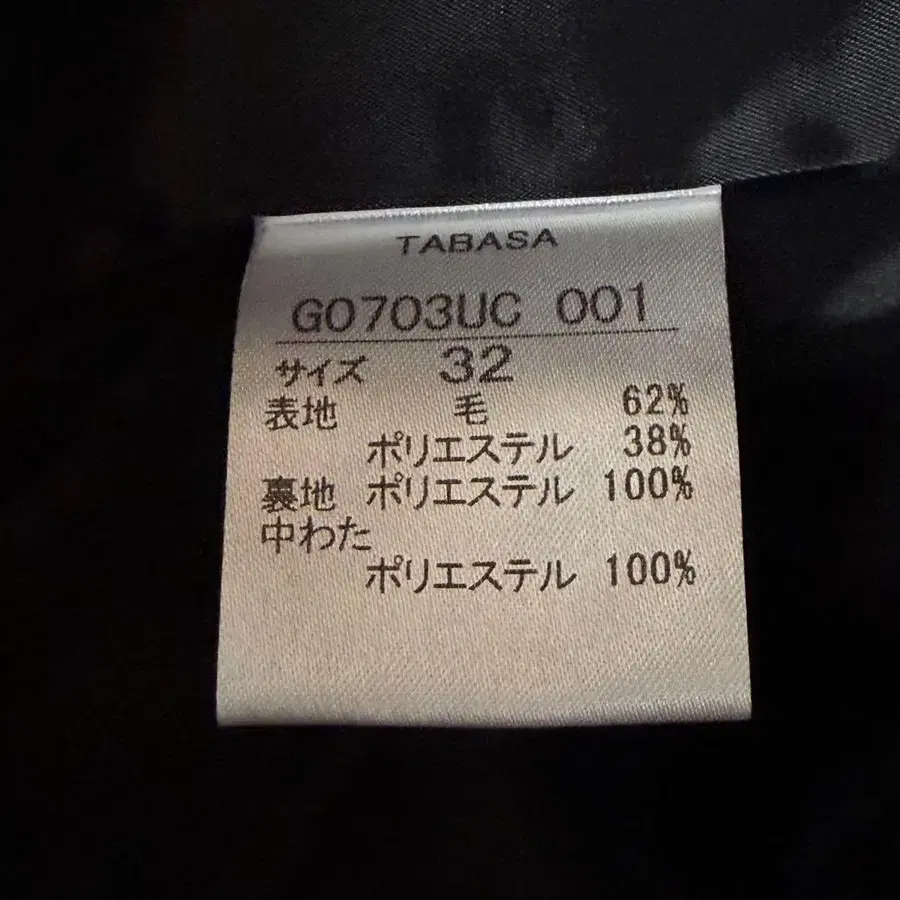 TABASA
G0703UC 001
サイズ 32
表地 毛 62%
ポリエステル 38%
裏地 ポリエステル 100%
中わた
ポリエステル 100%